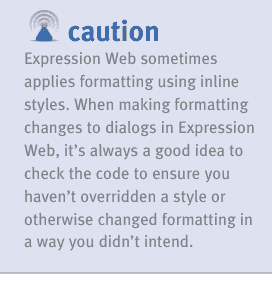 caution
Expression Web sometimes
applies formatting using inline
styles. When making formatting
changes to dialogs in Expression
Web, it’s always a good idea to
check the code to ensure you
haven’t overridden a style or
otherwise changed formatting in
a way you didn’t intend.